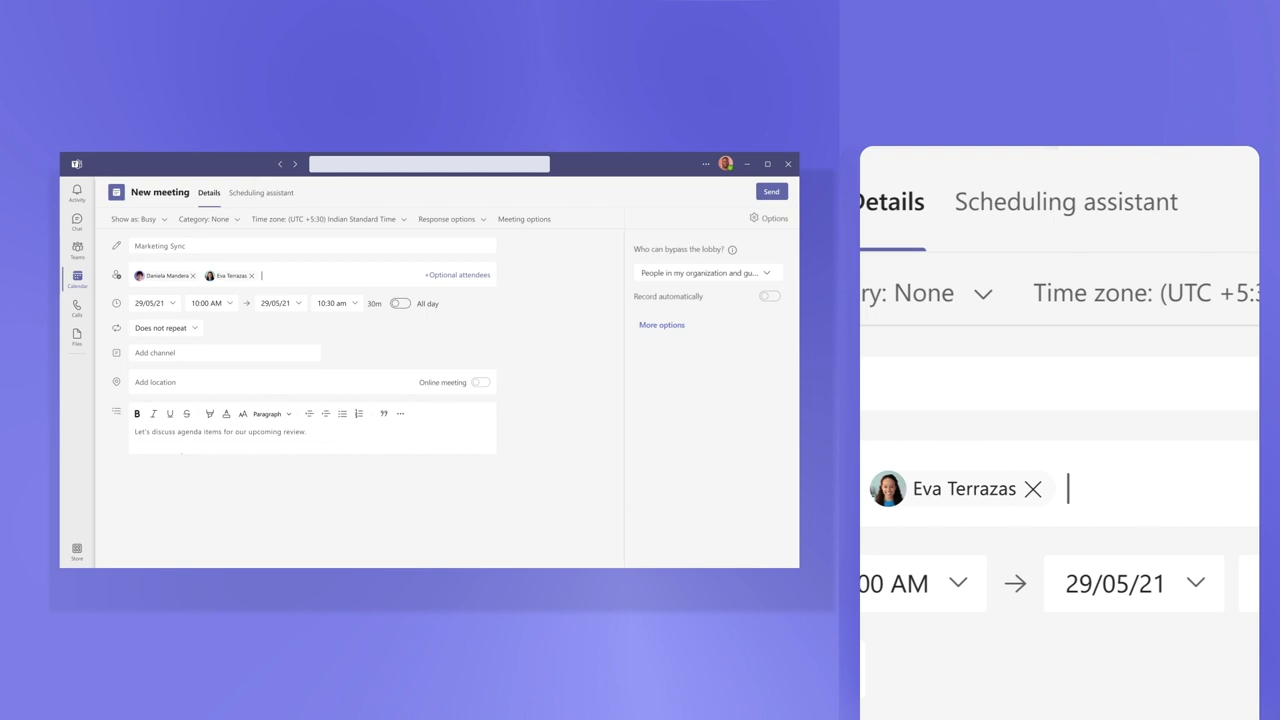 New meeting Details Scheduling assistant Send
Activity
Chat
Teams
Calendar
Calls
Files
Store
Show as: Busy Category: None Time zone: (UTC +5:30) Indian Standard Time Response options Meeting options Options
Marketing Sync
Daniela Mandera Eva Terrazas +Optional attendees
29/05/21 10:00 AM 29/05/21 10:30 am 30m All day
Does not repeat
Add channel
Add location Online meeting
B I U S AA Paragraph
Let's discuss agenda items for our upcoming review.
Who can bypass the lobby?
People in my organization and gu...
Record automatically
More options
Details Scheduling assistant
ry: None Time zone: (UTC +5:3
Eva Terrazas
00 AM 29/05/21